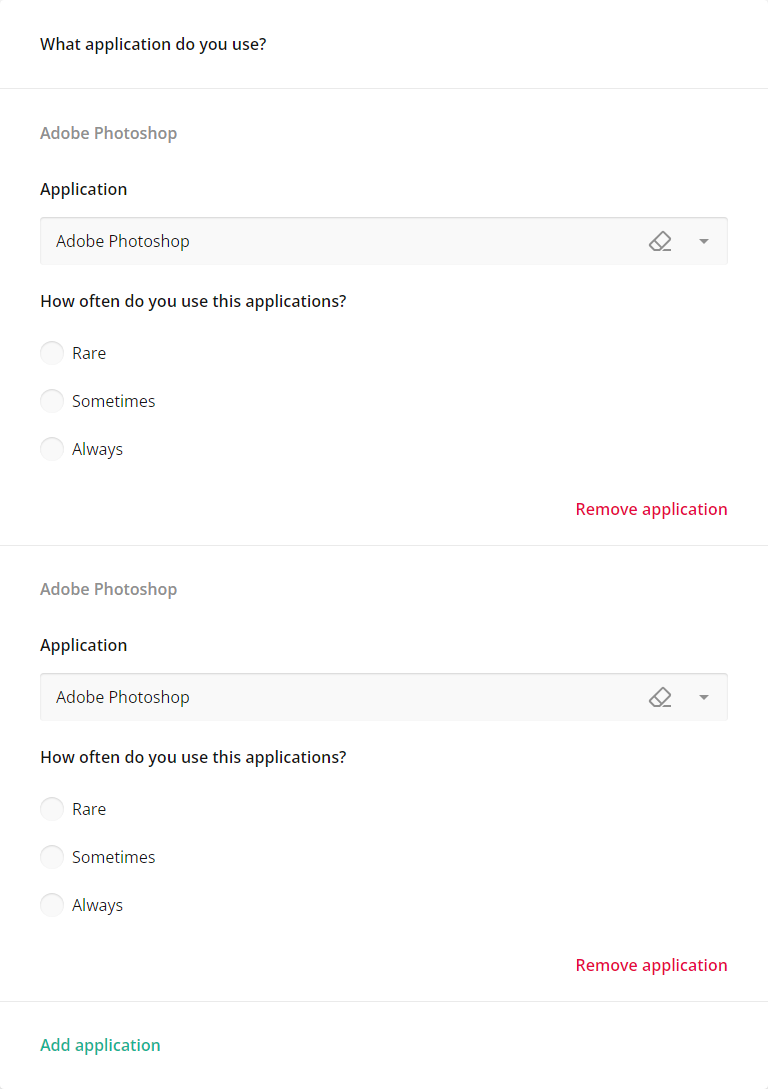 What application do you use?
Adobe Photoshop
Application
Adobe Photoshop
How often do you use this applications?
Rare
Sometimes
Always
Remove application
Adobe Photoshop
Application
Adobe Photoshop
How often do you use this applications?
Rare
Sometimes
Always
Remove application
Add application